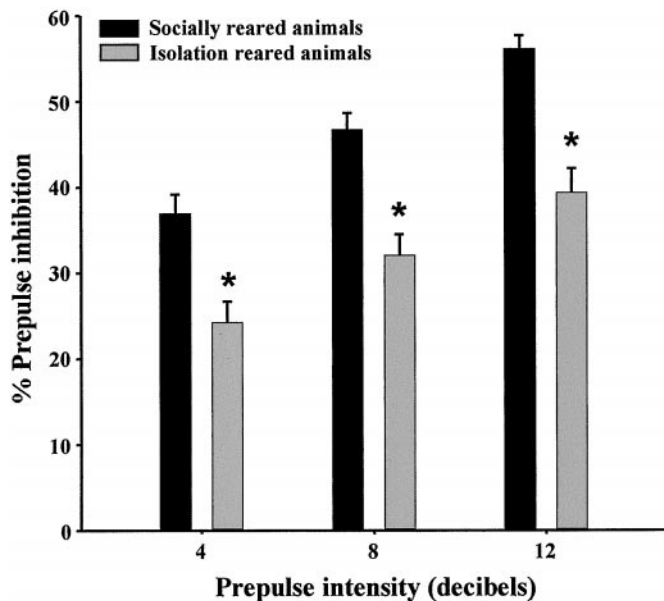 60
Socially reared animals
Isolation reared animals
50
*
*
40
30
*
% Prepulse inhibition
20
10
0
4 8 12
Prepulse intensity (decibels)